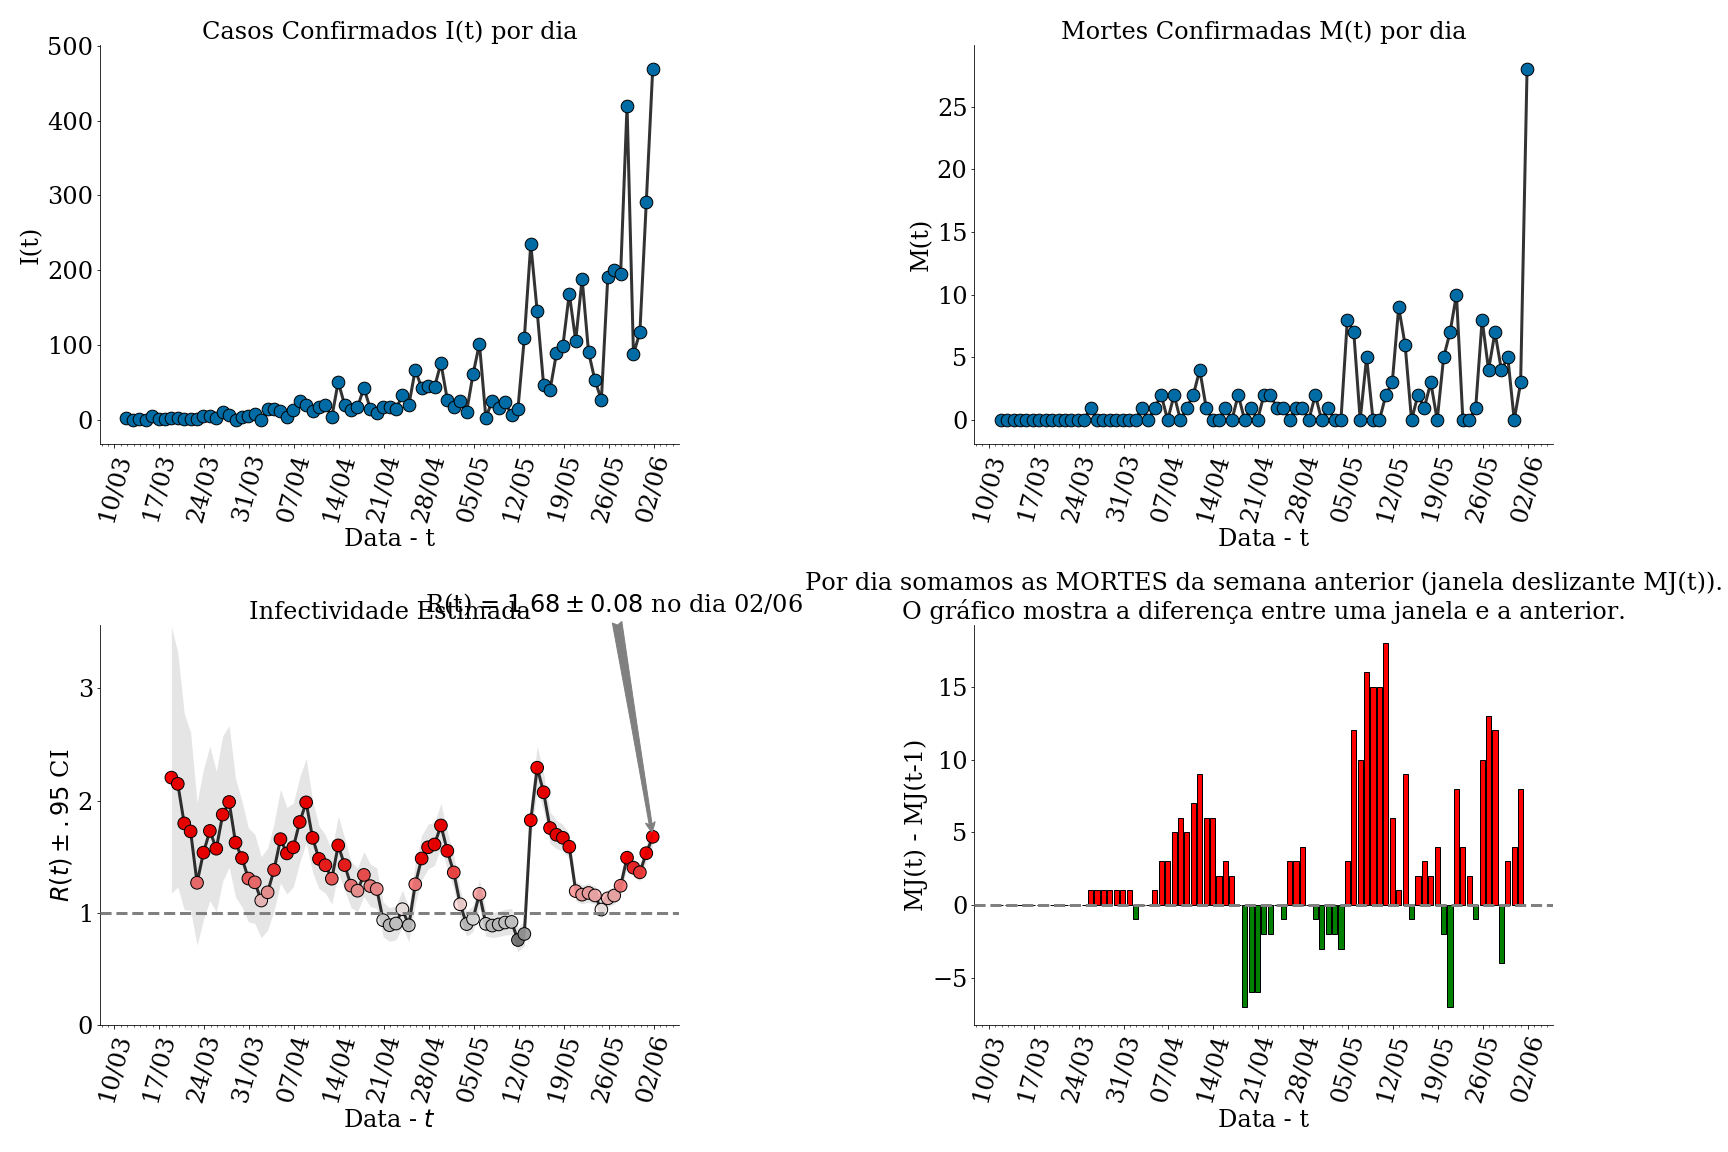 Casos Confirmados I(t) por dia
I(t)
500
400
300
200
100
0
10/03 17/03 24/03 31/03 07/04 14/04 21/04 28/04 05/05 12/05 19/05 26/05 02/06
Data - t
Mortes Confirmadas M(t) por dia
M(t)
25
20
15
10
5
0
10/03 17/03 24/03 31/03 07/04 14/04 21/04 28/04 05/05 12/05 19/05 26/05 02/06
Data - t
Infectividade Estimada
R(t) = 1.68 ± 0.08 no dia 02/06
R(t) ± .95 CI
3
2
1
0
10/03 17/03 24/03 31/03 07/04 14/04 21/04 28/04 05/05 12/05 19/05 26/05 02/06
Data - t
Por dia somamos as MORTES da semana anterior (janela deslizante MJ(t)).
O gráfico mostra a diferença entre uma janela e a anterior.
MJ(t) - MJ(t-1)
15
10
5
0
−5
10/03 17/03 24/03 31/03 07/04 14/04 21/04 28/04 05/05 12/05 19/05 26/05 02/06
Data - t